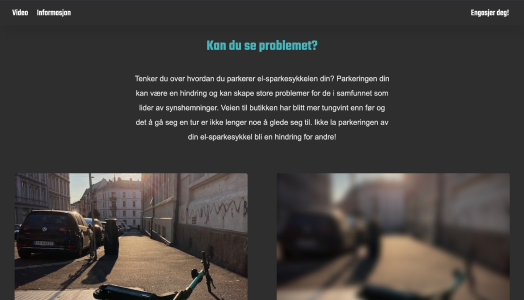 Video Informasjon Engasjer deg!
Kan du se problemet?
Tenker du over hvordan du parkerer el-sparkesykkelen din? Parkeringen din
kan være en hindring og kan skape store problemer for de i samfunnet som
lider av synshemninger. Veien til butikken har blitt mer tungvint enn før og
det å gå seg en tur er ikke lenger noe å glede seg til. Ikke la parkeringen av
din el-sparkesykkel bli en hindring for andre!